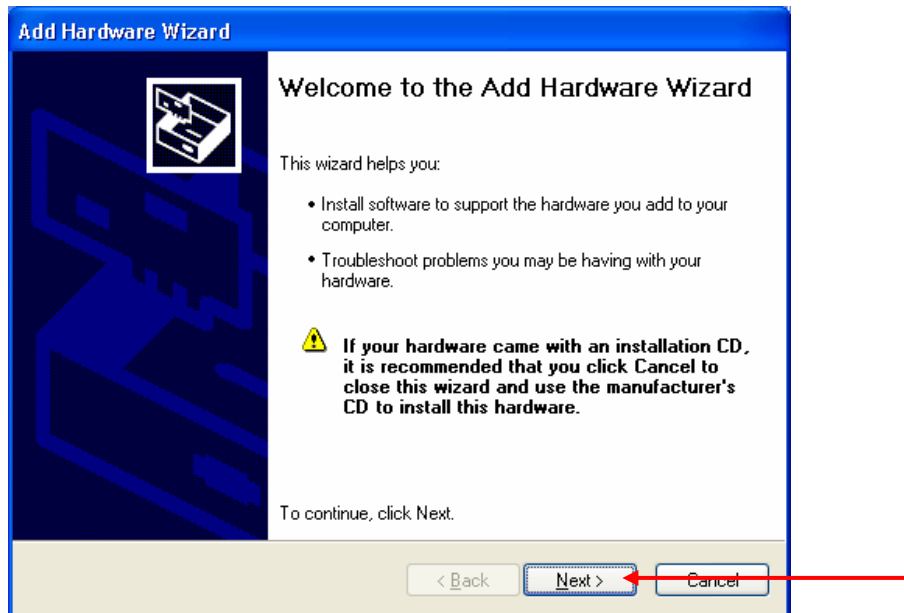 Add Hardware Wizard
Welcome to the Add Hardware Wizard
This wizard helps you:
• Install software to support the hardware you add to your
computer.
• Troubleshoot problems you may be having with your
hardware.
If your hardware came with an installation CD,
it is recommended that you click Cancel to
close this wizard and use the manufacturer's
CD to install this hardware.
To continue, click Next.
< Back Next > Cancel